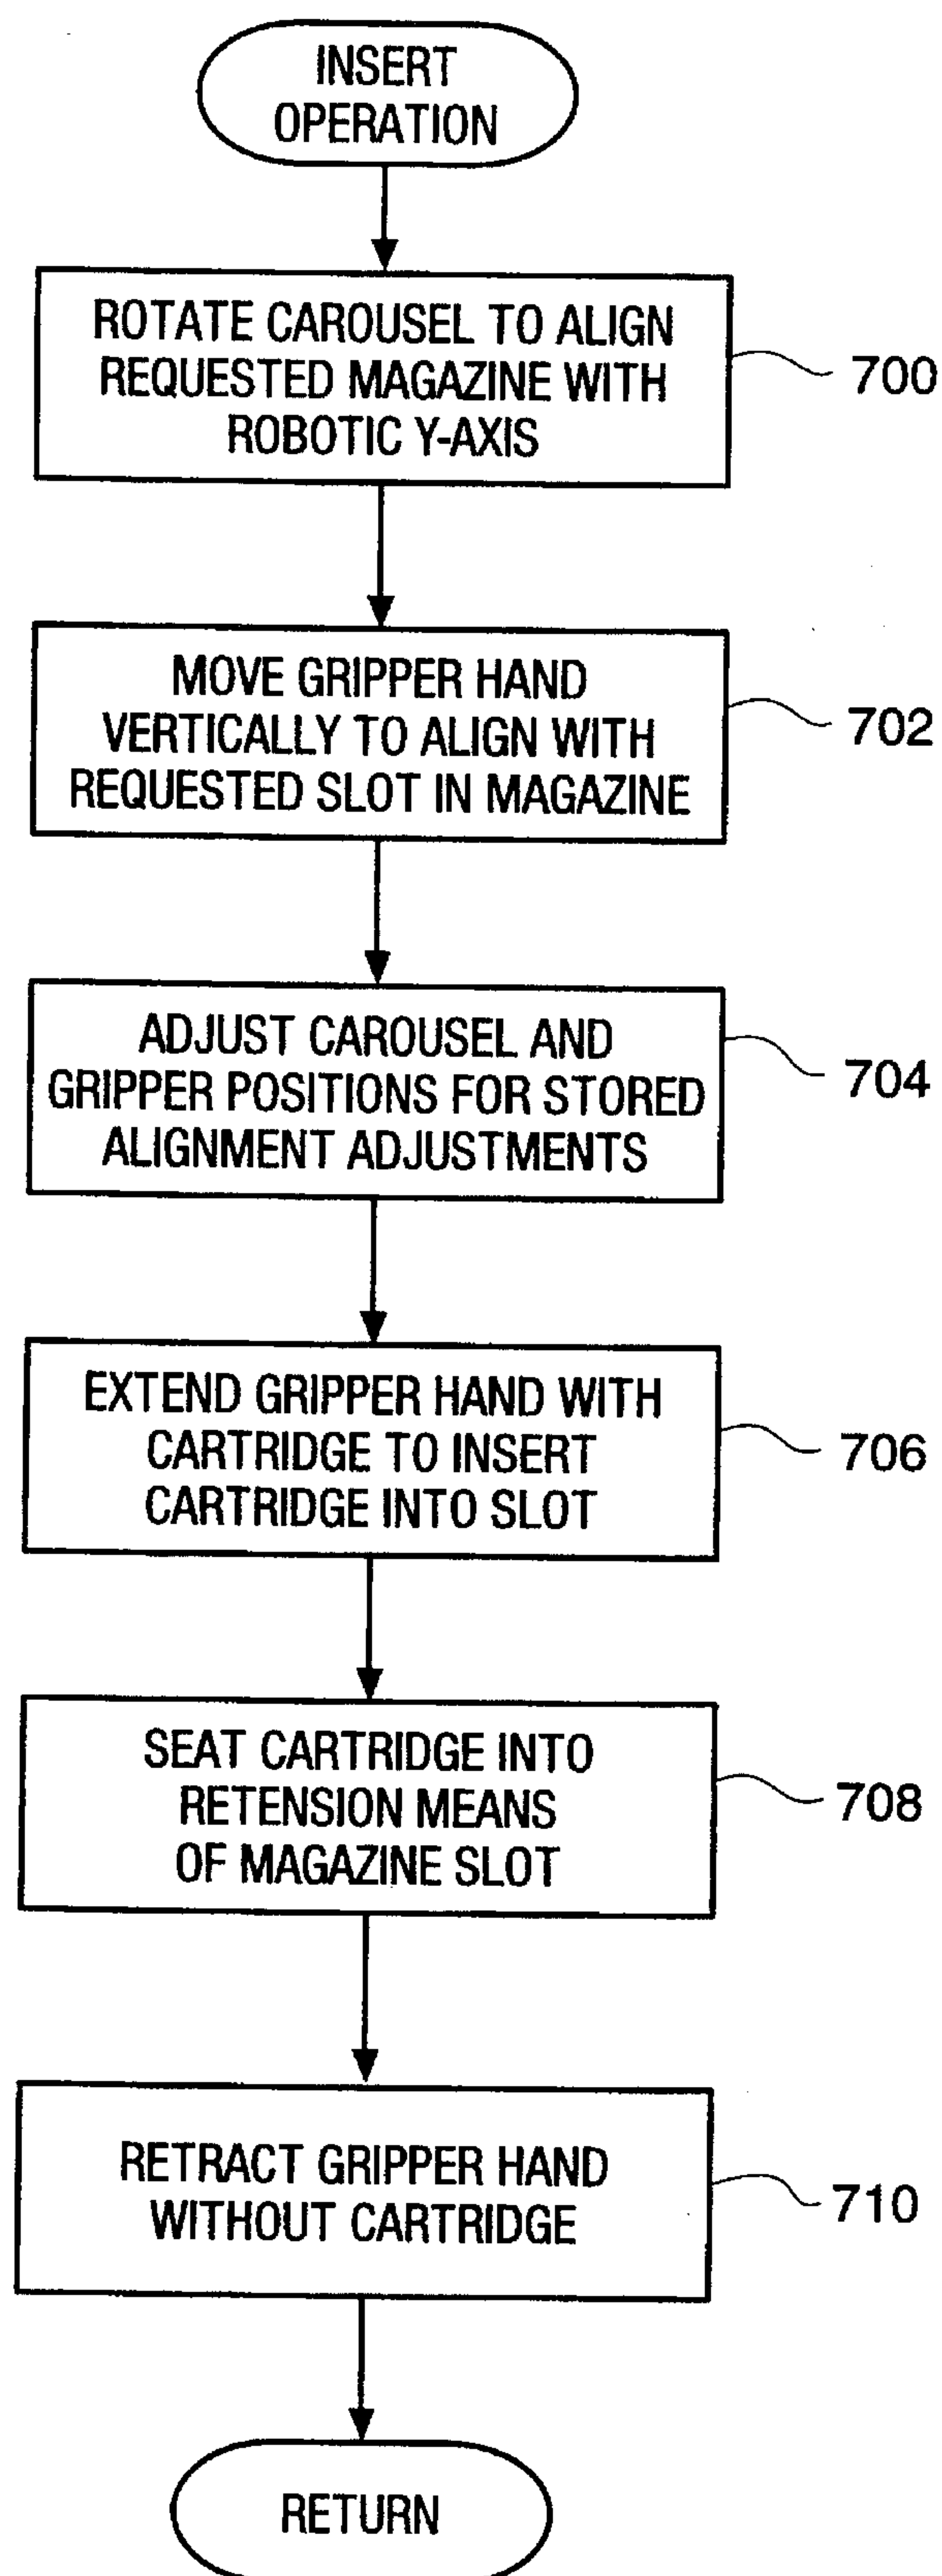 INSERT
OPERATION
ROTATE CAROUSEL TO ALIGN
REQUESTED MAGAZINE WITH
ROBOTIC Y-AXIS
700
MOVE GRIPPER HAND
VERTICALLY TO ALIGN WITH
REQUESTED SLOT IN MAGAZINE
702
ADJUST CAROUSEL AND
GRIPPER POSITIONS FOR STORED
ALIGNMENT ADJUSTMENTS
704
EXTEND GRIPPER HAND WITH
CARTRIDGE TO INSERT
CARTRIDGE INTO SLOT
706
SEAT CARTRIDGE INTO
RETENSION MEANS
OF MAGAZINE SLOT
708
RETRACT GRIPPER HAND
WITHOUT CARTRIDGE
710
RETURN